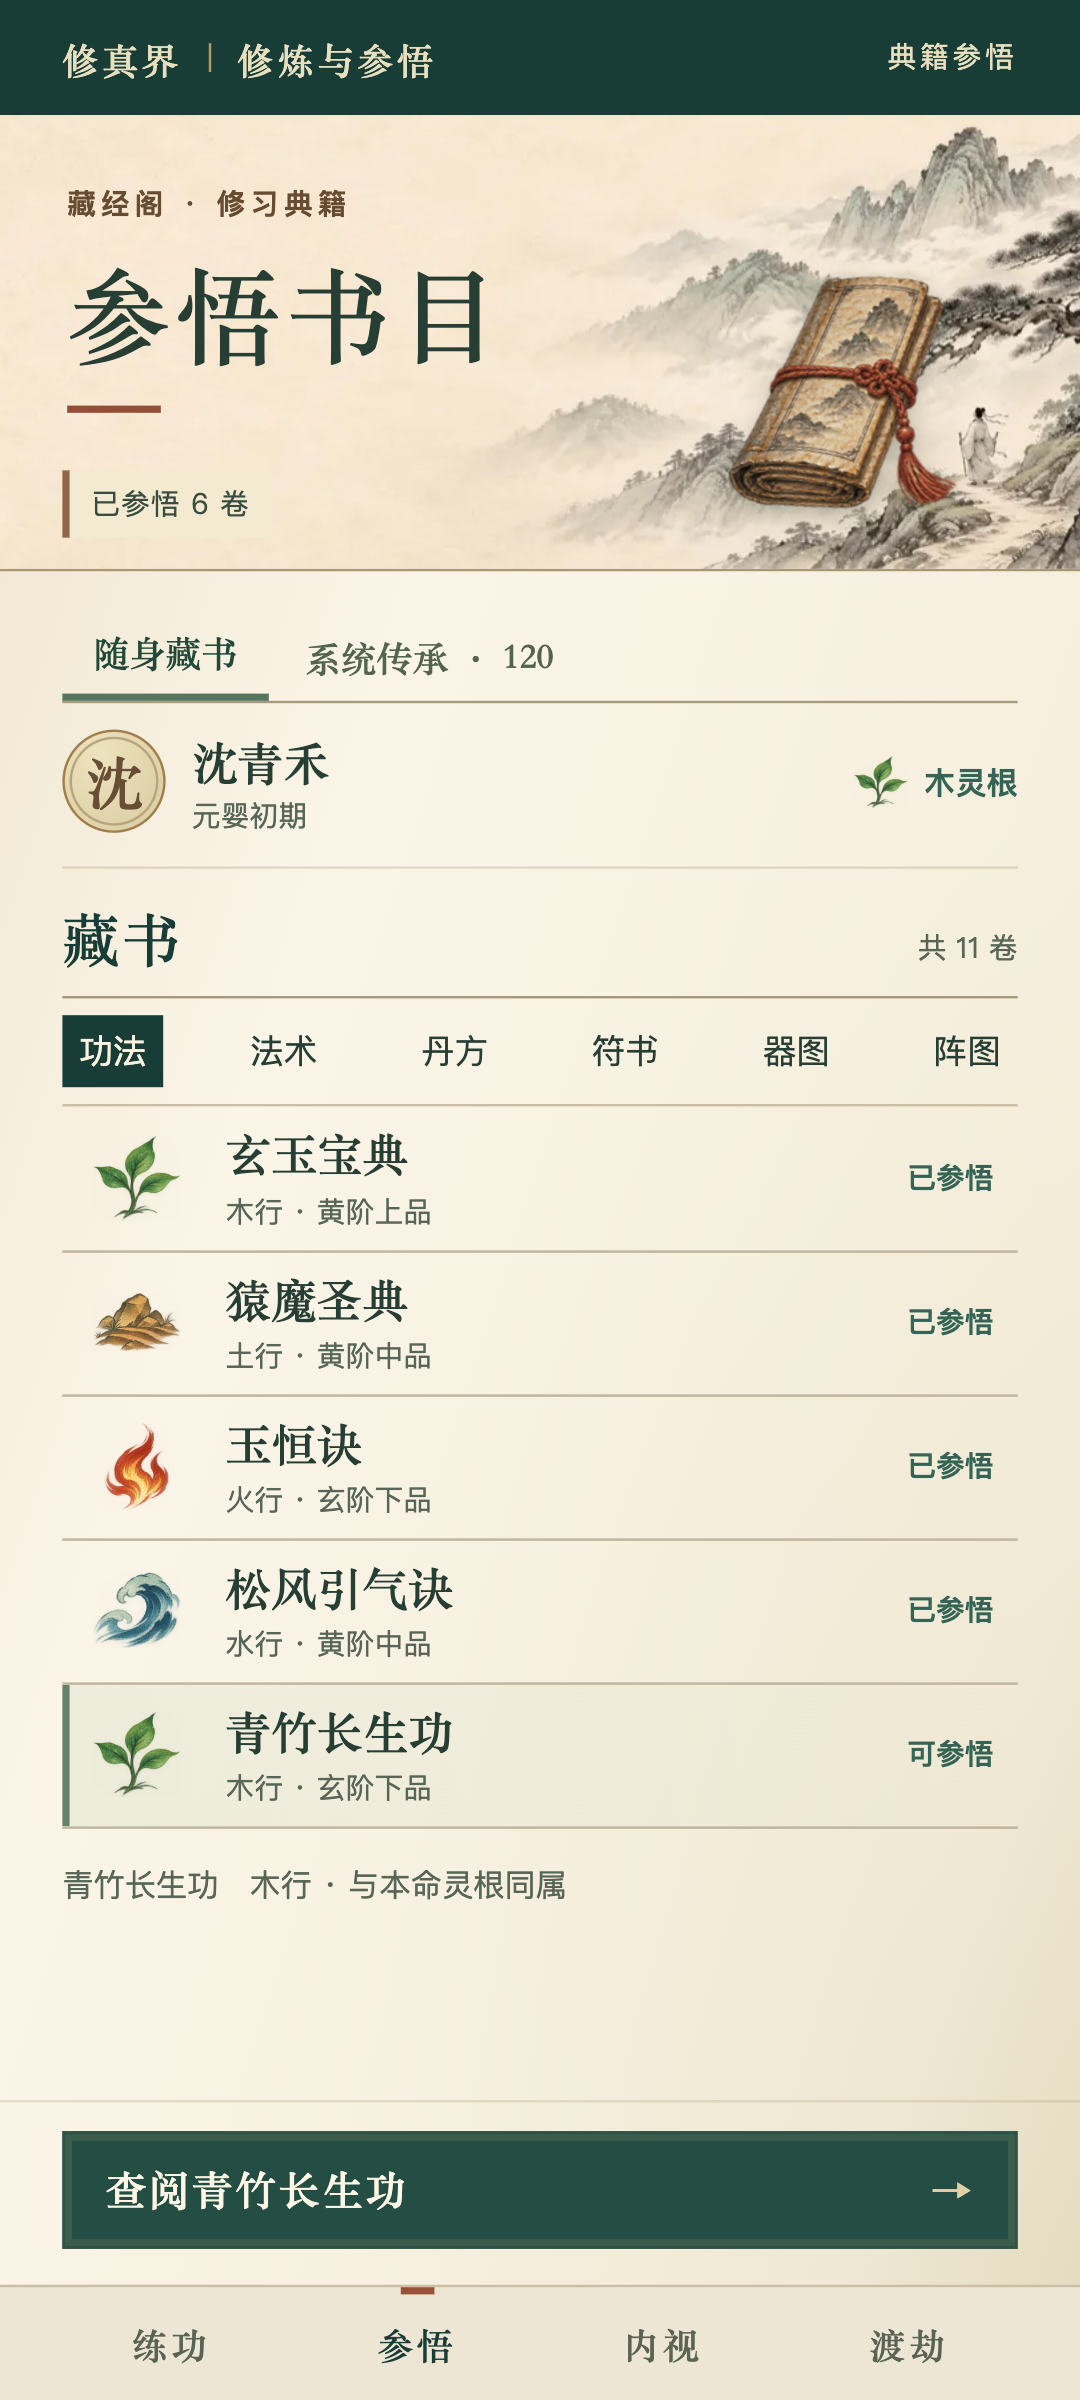 修真界 | 修炼与参悟
典籍参悟
藏经阁 · 修习典籍
参悟书目
已参悟 6 卷
随身藏书
系统传承 · 120
沈
沈青禾
元婴初期
木灵根
藏书
共 11 卷
功法 法术 丹方 符书 器图 阵图
玄玉宝典
木行 · 黄阶上品
已参悟
猿魔圣典
土行 · 黄阶中品
已参悟
玉恒诀
火行 · 玄阶下品
已参悟
松风引气诀
水行 · 黄阶中品
已参悟
青竹长生功
木行 · 玄阶下品
可参悟
青竹长生功 木行 · 与本命灵根同属
查阅青竹长生功 →
练功 参悟 内视 渡劫